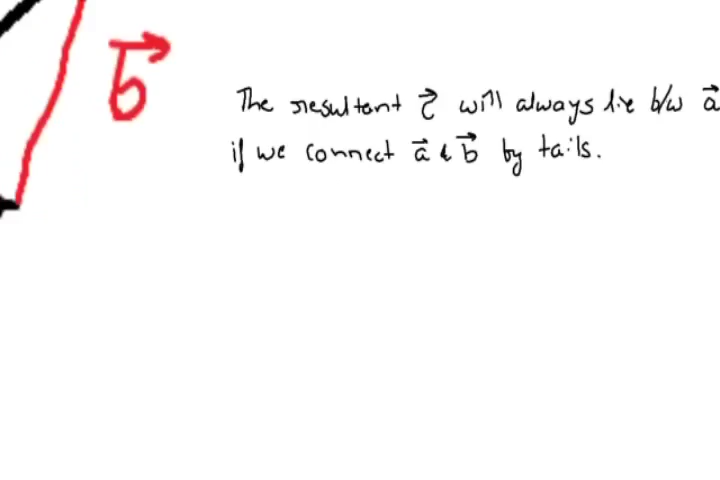 b⃗
The resultant c⃗ will always lie b/w a⃗
if we connect a⃗ & b⃗ by tails.